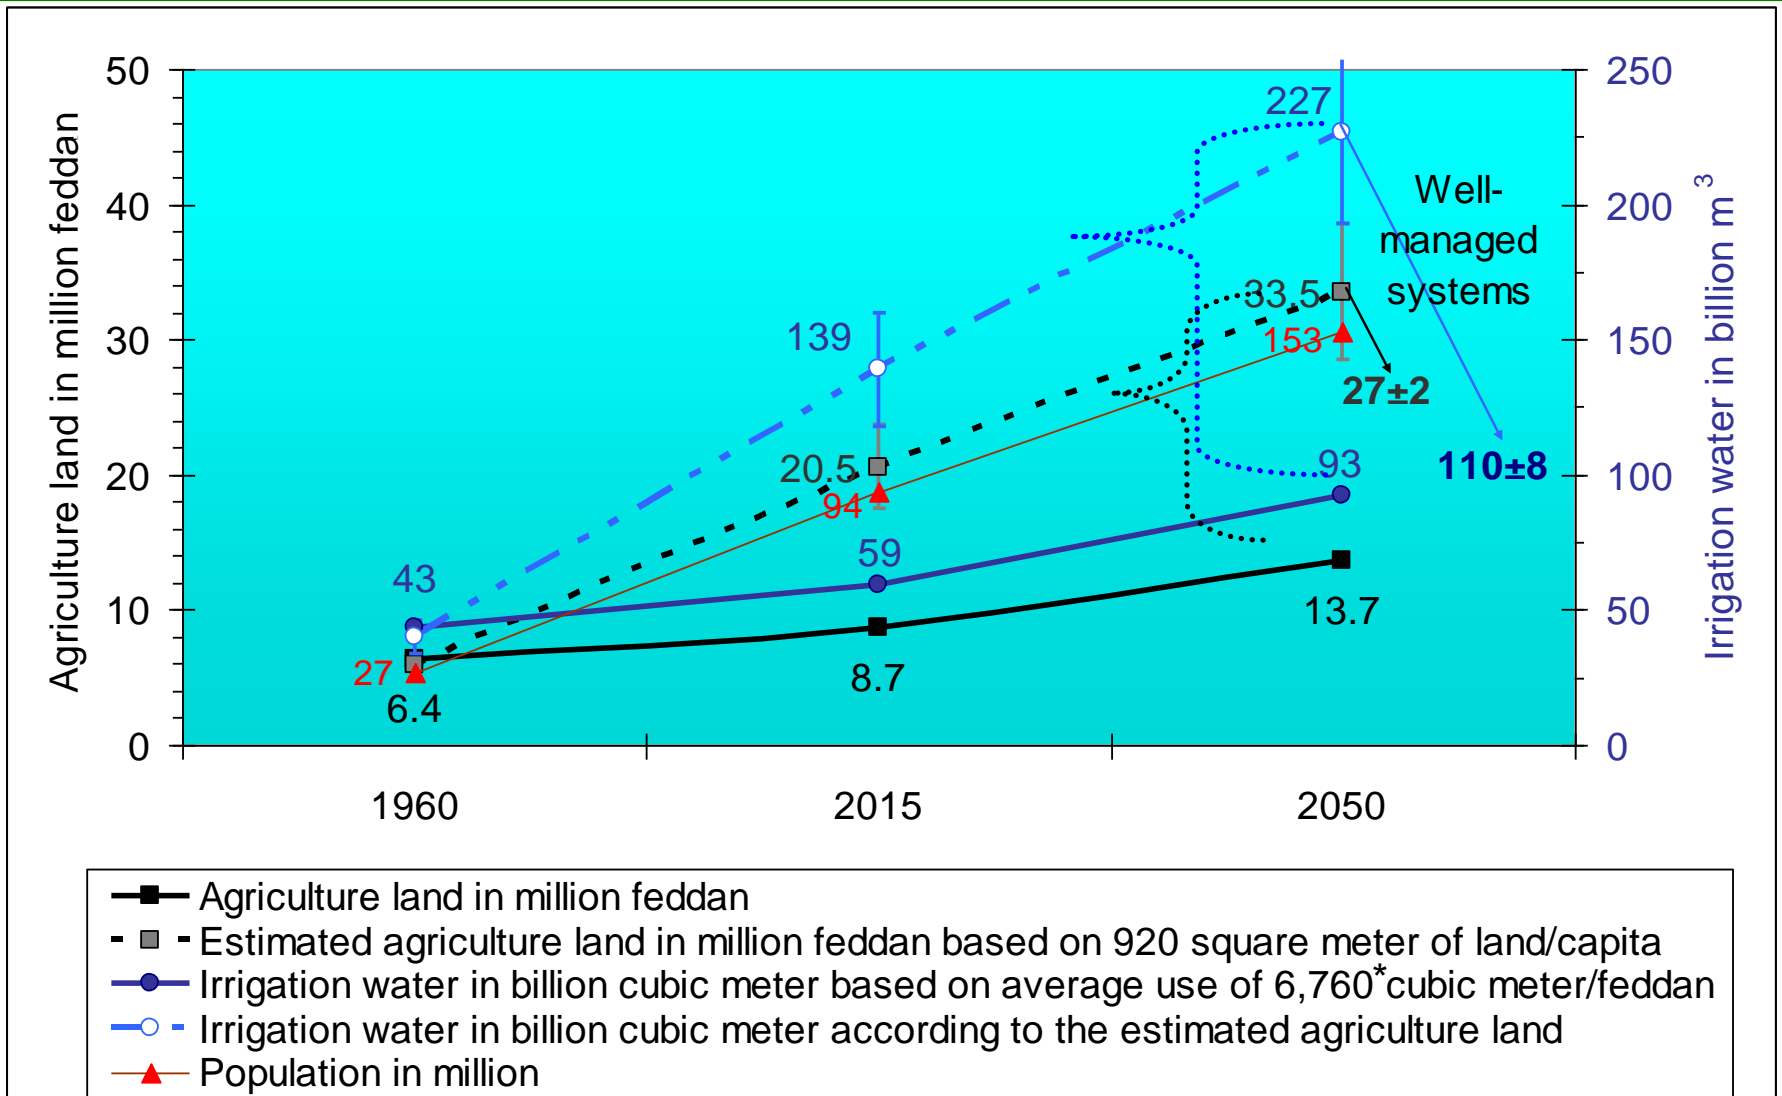 50
40
30
20
10
0
Agriculture land in million feddan
250
200
150
100
50
0
Irrigation water in billion m³
227
Well-
managed
systems
33.5
153
27±2
139
20.5
94
93
110±8
59
43
13.7
27
8.7
6.4
1960 2015 2050
Agriculture land in million feddan
Estimated agriculture land in million feddan based on 920 square meter of land/capita
Irrigation water in billion cubic meter based on average use of 6,760*cubic meter/feddan
Irrigation water in billion cubic meter according to the estimated agriculture land
Population in million